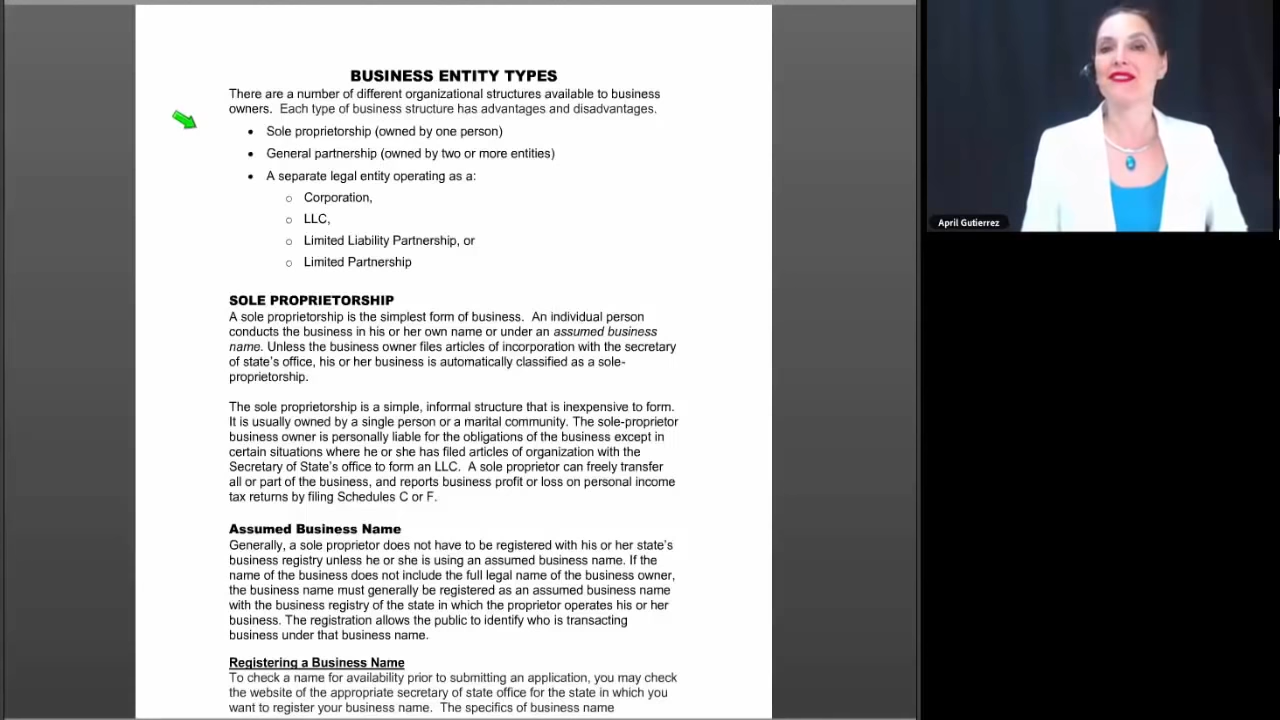 BUSINESS ENTITY TYPES
There are a number of different organizational structures available to business
owners.  Each type of business structure has advantages and disadvantages.
• Sole proprietorship (owned by one person)
• General partnership (owned by two or more entities)
• A separate legal entity operating as a:
o Corporation,
o LLC,
o Limited Liability Partnership, or
o Limited Partnership
SOLE PROPRIETORSHIP
A sole proprietorship is the simplest form of business.  An individual person
conducts the business in his or her own name or under an assumed business
name. Unless the business owner files articles of incorporation with the secretary
of state's office, his or her business is automatically classified as a sole-
proprietorship.
The sole proprietorship is a simple, informal structure that is inexpensive to form.
It is usually owned by a single person or a marital community. The sole-proprietor
business owner is personally liable for the obligations of the business except in
certain situations where he or she has filed articles of organization with the
Secretary of State's office to form an LLC.  A sole proprietor can freely transfer
all or part of the business, and reports business profit or loss on personal income
tax returns by filing Schedules C or F.
Assumed Business Name
Generally, a sole proprietor does not have to be registered with his or her state's
business registry unless he or she is using an assumed business name. If the
name of the business does not include the full legal name of the business owner,
the business name must generally be registered as an assumed business name
with the business registry of the state in which the proprietor operates his or her
business. The registration allows the public to identify who is transacting
business under that business name.
Registering a Business Name
To check a name for availability prior to submitting an application, you may check
the website of the appropriate secretary of state office for the state in which you
want to register your business name.  The specifics of business name
April Gutierrez